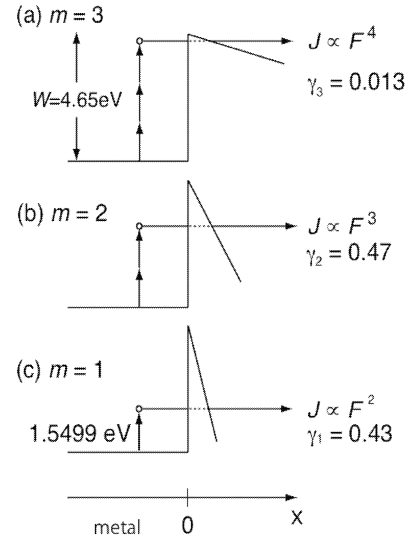 (a) m = 3
J ∝ F⁴
W=4.65eV
γ₃ = 0.013
(b) m = 2
J ∝ F³
γ₂ = 0.47
(c) m = 1
J ∝ F²
1.5499 eV
γ₁ = 0.43
metal 0 x